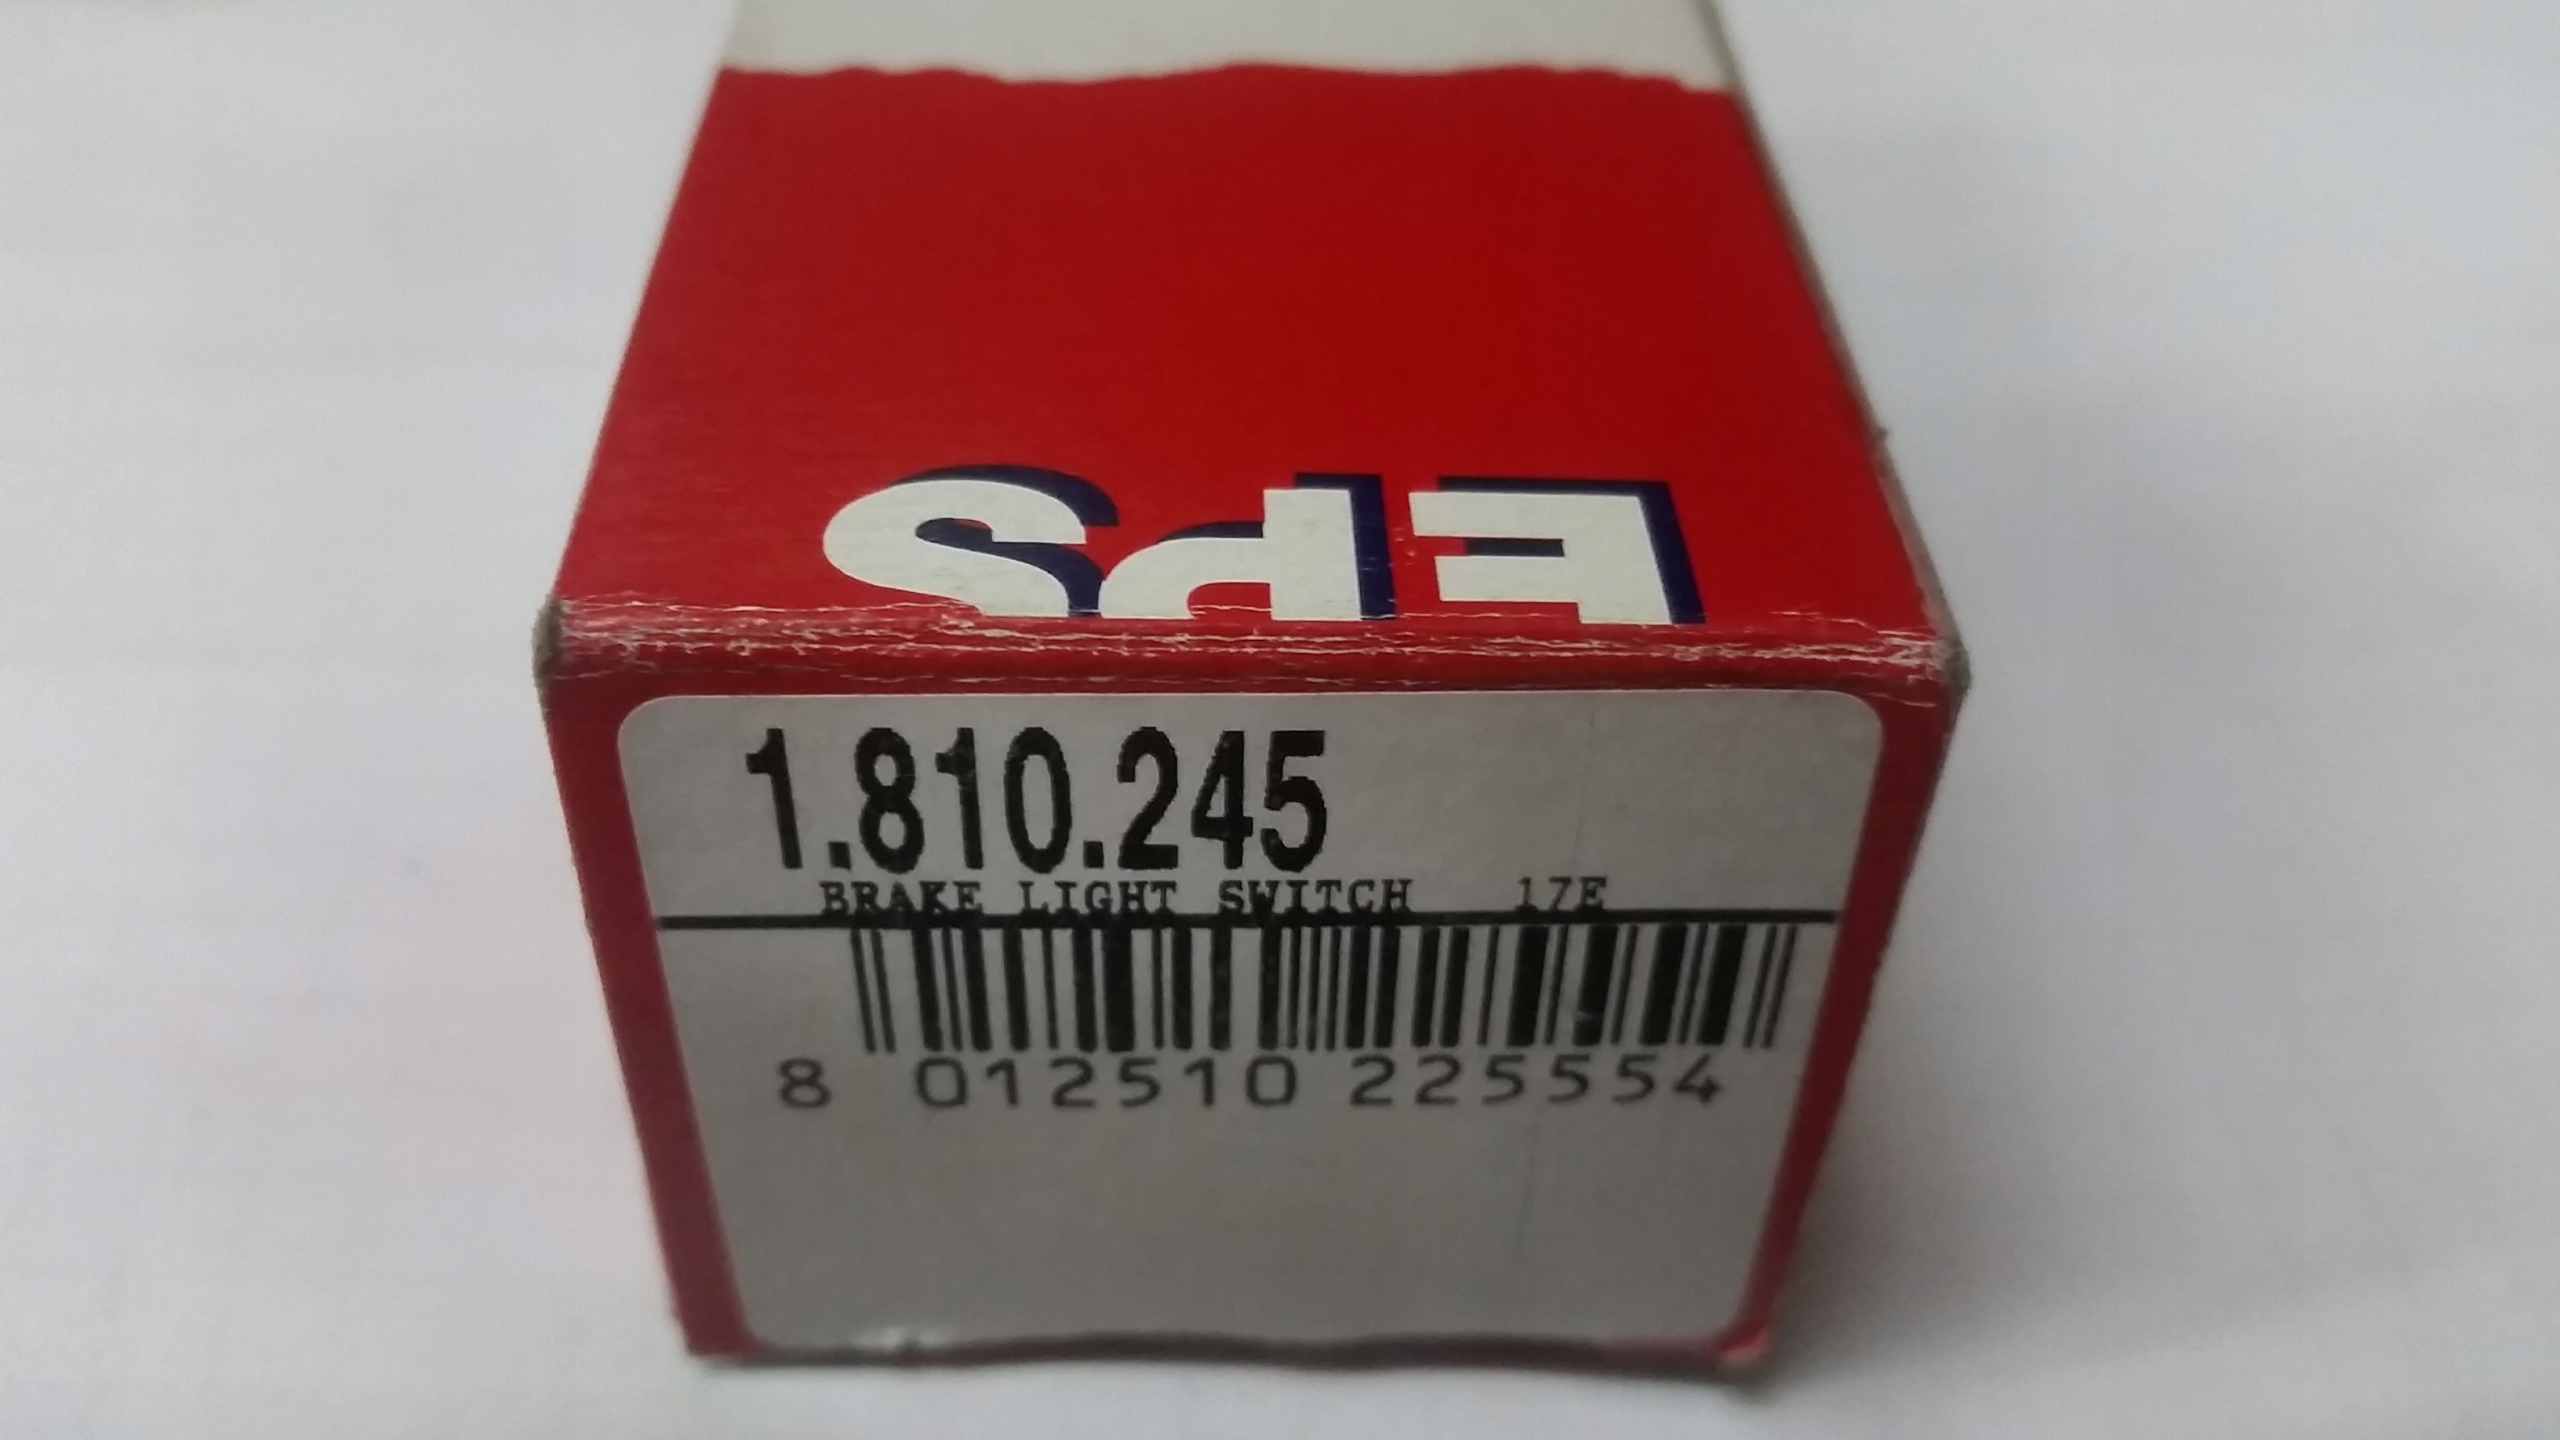 EPS
1.810.245
BRAKE LIGHT SWITCH 17E
8 012510 225554